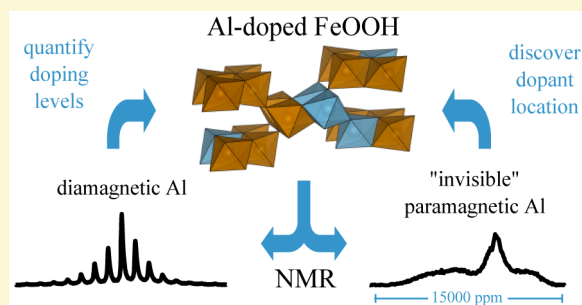 Al-doped FeOOH
quantify
doping
levels
discover
dopant
location
diamagnetic Al
"invisible"
paramagnetic Al
NMR
15000 ppm